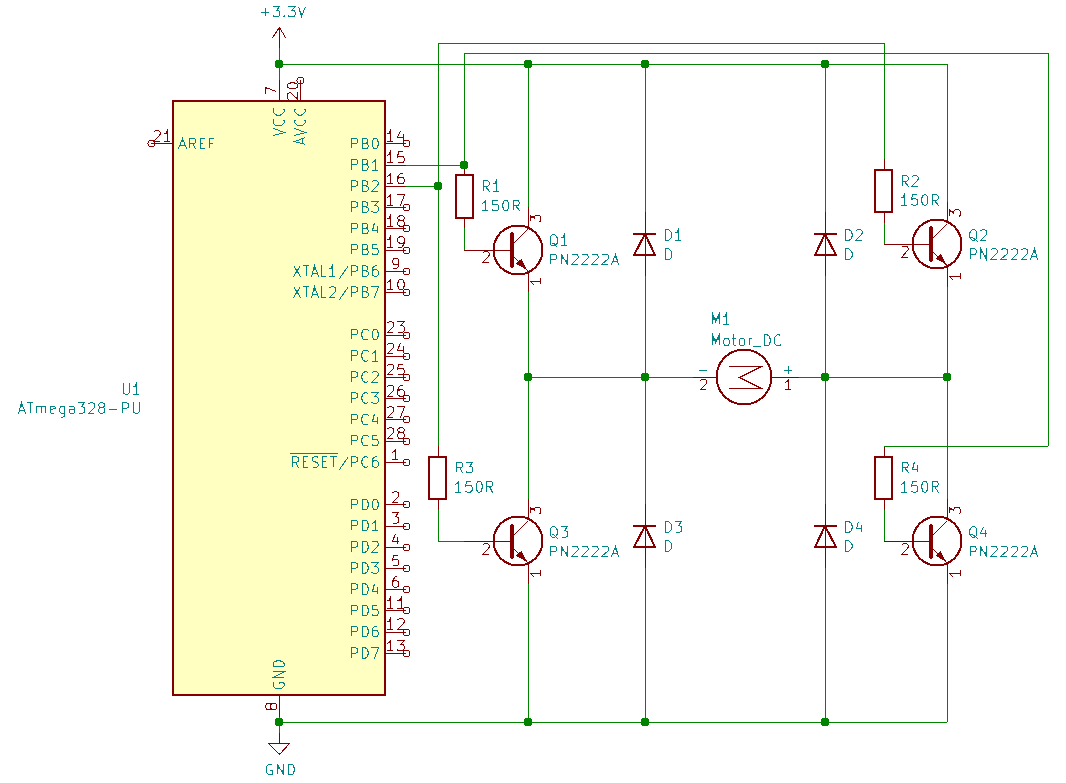 +3.3V
7
20
VCC
AVCC
21
AREF
PB0
14
PB1
15
PB2
16
PB3
17
PB4
18
PB5
19
XTAL1/PB6
9
XTAL2/PB7
10
PC0
23
PC1
24
PC2
25
PC3
26
PC4
27
PC5
28
RESET/PC6
1
PD0
2
PD1
3
PD2
4
PD3
5
PD4
6
PD5
11
PD6
12
PD7
13
U1
ATmega328-PU
GND
8
GND
R1
150R
Q1
PN2222A
3
2
1
D1
D
D2
D
R2
150R
Q2
PN2222A
3
2
1
M1
Motor_DC
-
2
+
1
R3
150R
Q3
PN2222A
3
2
1
D3
D
D4
D
R4
150R
Q4
PN2222A
3
2
1